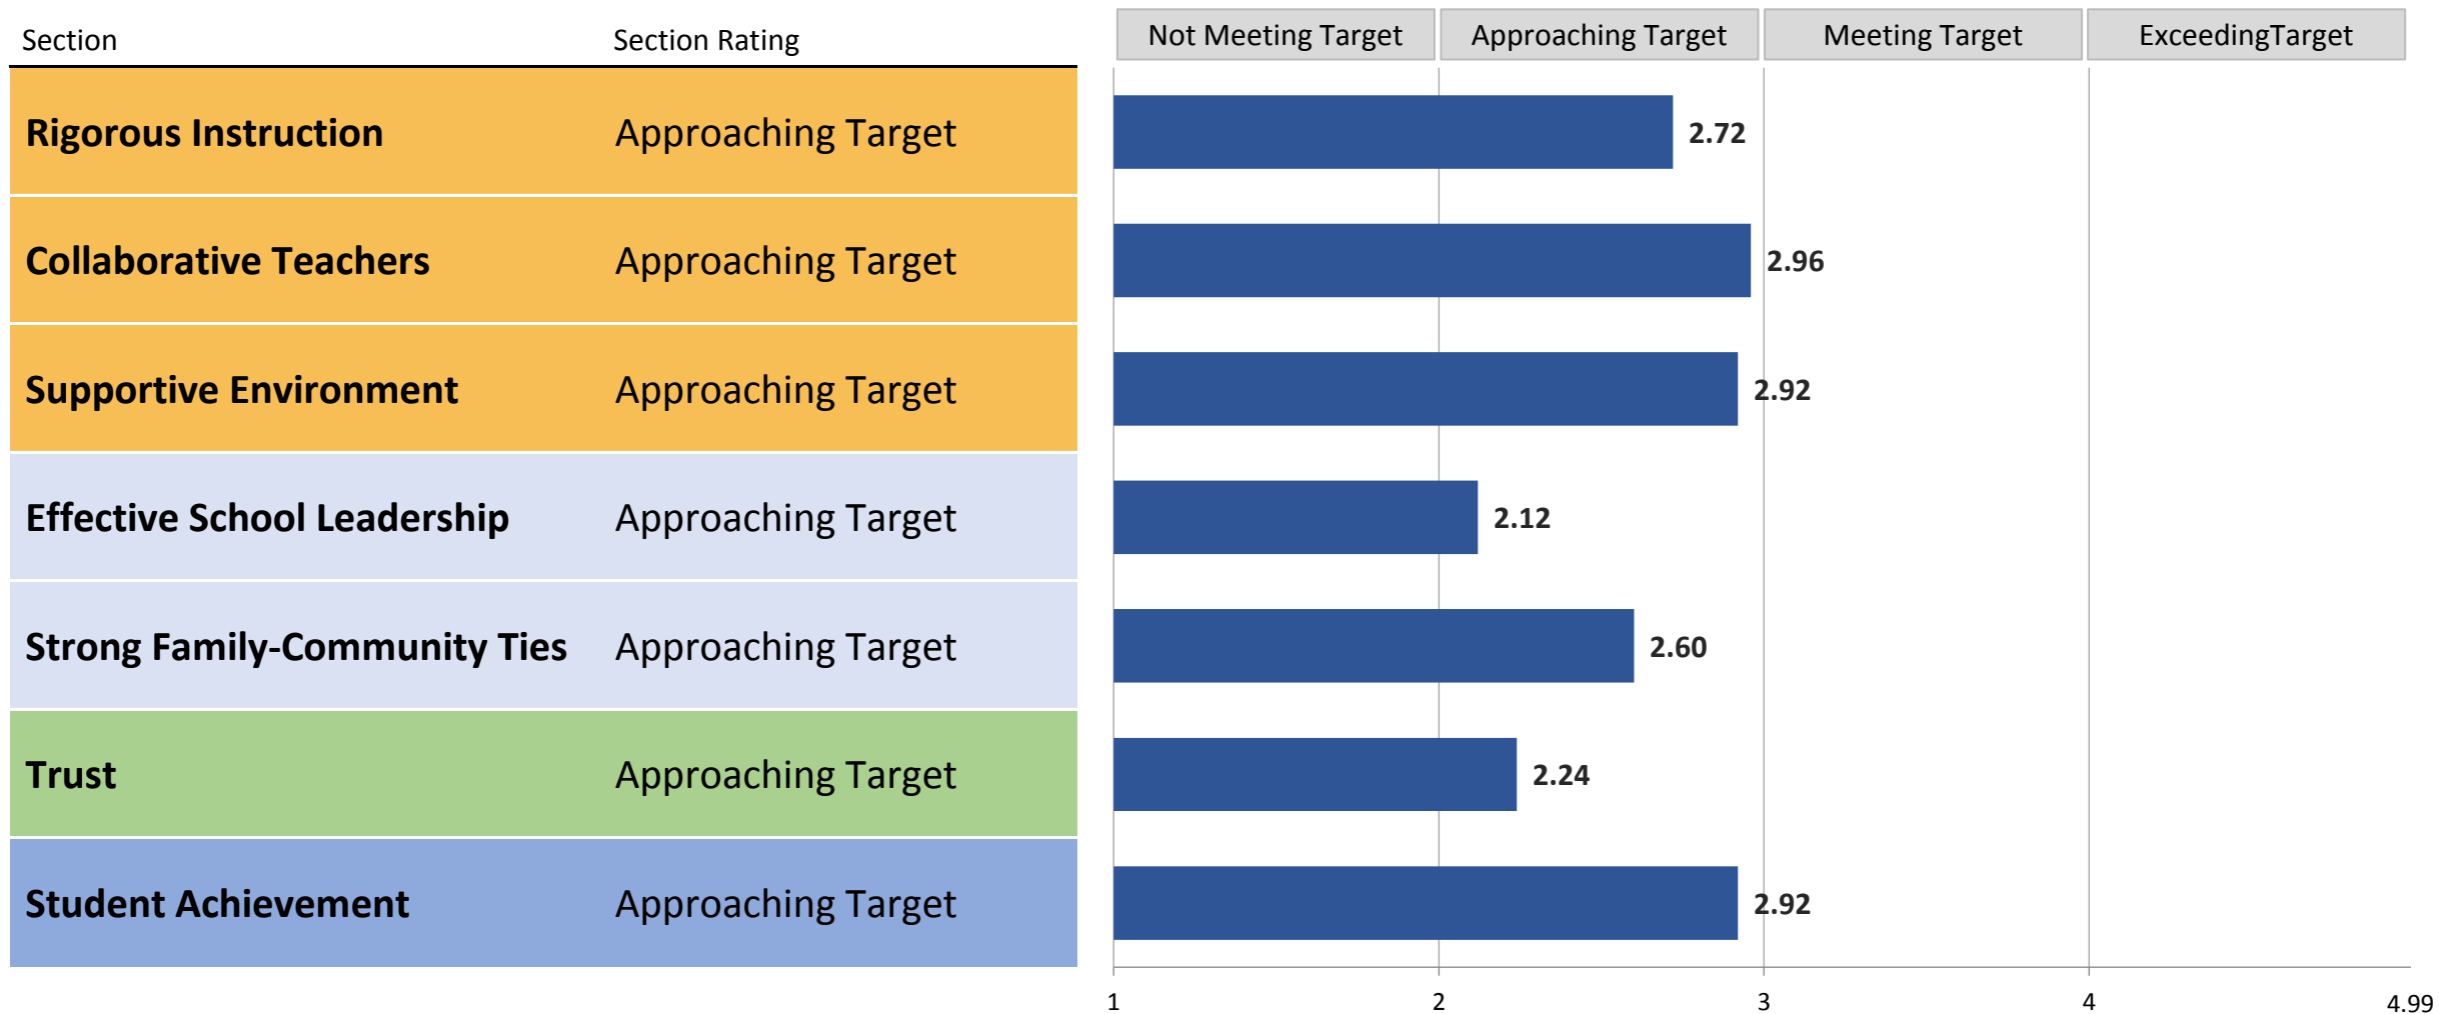 Section Section Rating Not Meeting Target Approaching Target Meeting Target ExceedingTarget
Rigorous Instruction Approaching Target 2.72
Collaborative Teachers Approaching Target 2.96
Supportive Environment Approaching Target 2.92
Effective School Leadership Approaching Target 2.12
Strong Family-Community Ties Approaching Target 2.60
Trust Approaching Target 2.24
Student Achievement Approaching Target 2.92
1 2 3 4 4.99